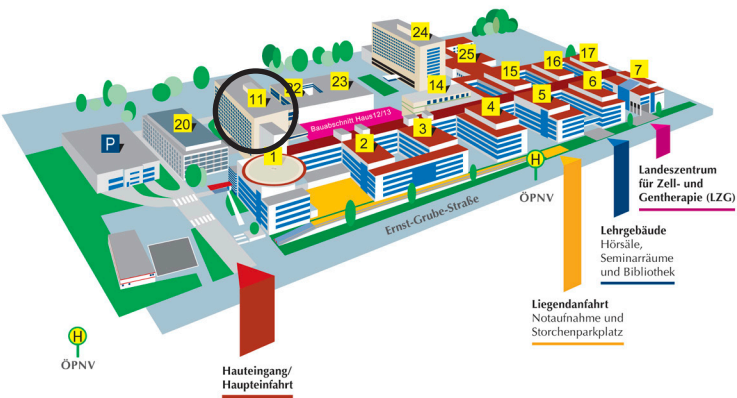 24
25
17
16
15
7
6
5
4
14
23
22
11
Bauabschnitt Haus12/13
3
2
1
20
P
H
ÖPNV
Ernst-Grube-Straße
Landeszentrum
für Zell- und
Gentherapie (LZG)
Lehrgebäude
Hörsäle,
Seminarräume
und Bibliothek
Liegendanfahrt
Notaufnahme und
Storchenparkplatz
H
ÖPNV
Hauteingang/
Haupteinfahrt